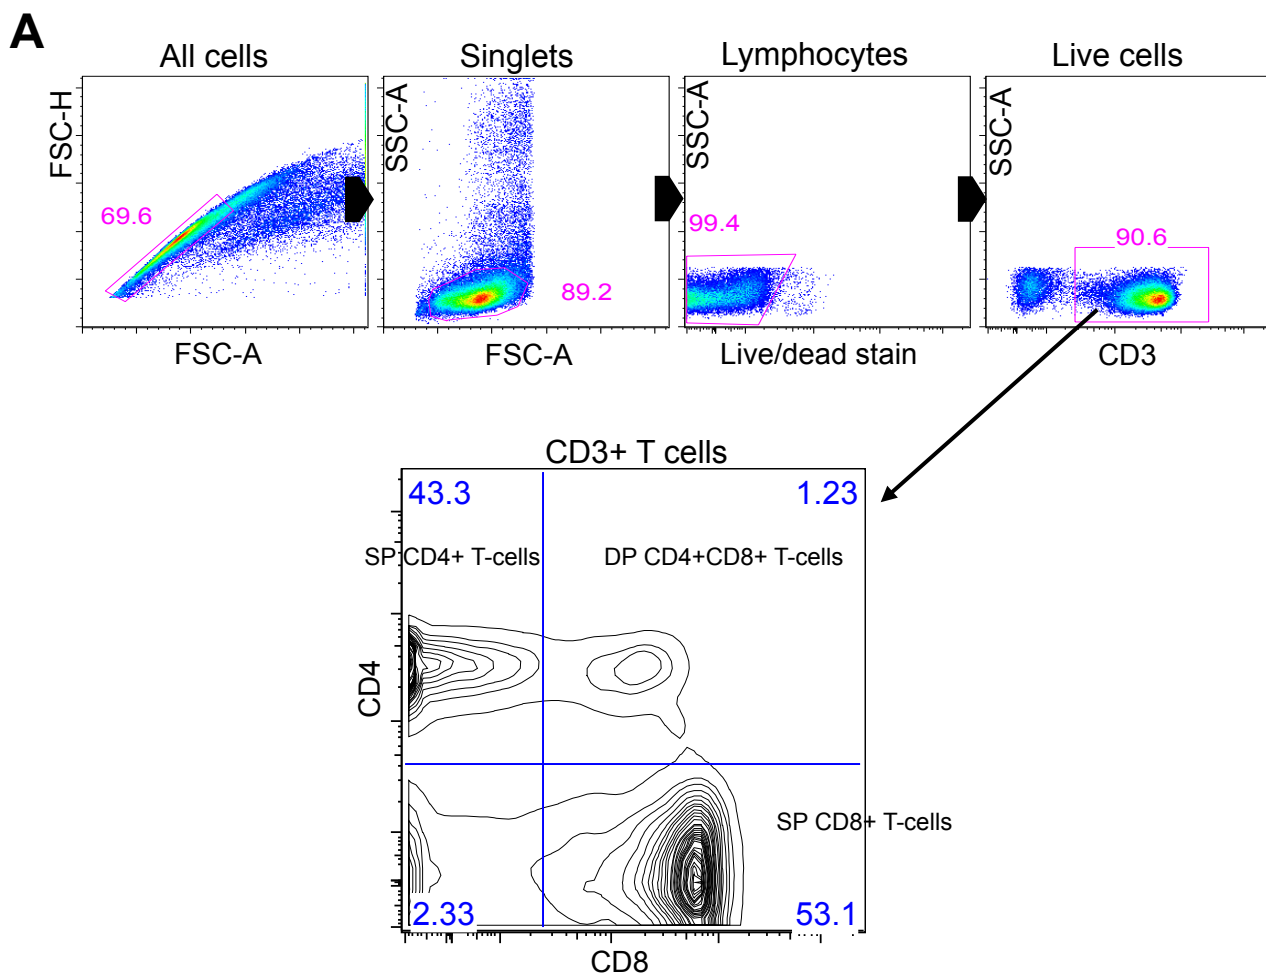 A
All cells
Singlets
Lymphocytes
Live cells
FSC-H
69.6
FSC-A
SSC-A
89.2
FSC-A
SSC-A
99.4
Live/dead stain
SSC-A
90.6
CD3
CD3+ T cells
43.3
1.23
SP CD4+ T-cells
DP CD4+CD8+ T-cells
CD4
SP CD8+ T-cells
2.33
53.1
CD8